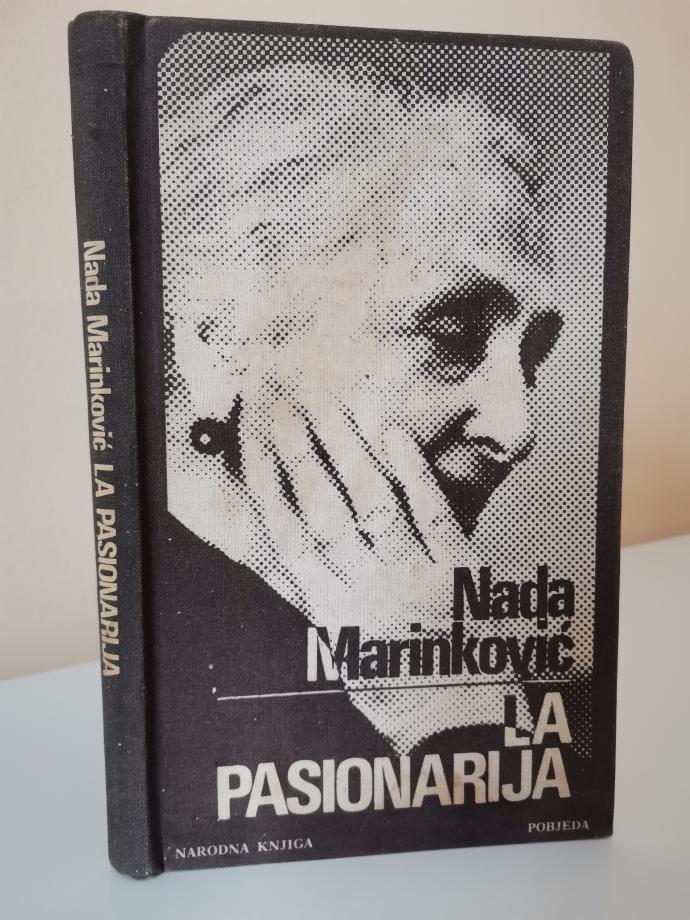 Nada Marinković LA PASIONARIJA
Nada
Marinković
LA
PASIONARIJA
NARODNA KNJIGA
POBJEDA